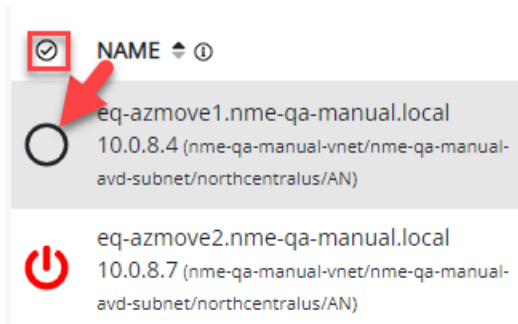 NAME
eq-azmove1.nme-qa-manual.local
10.0.8.4 (nme-qa-manual-vnet/nme-qa-manual-
avd-subnet/northcentralus/AN)
eq-azmove2.nme-qa-manual.local
10.0.8.7 (nme-qa-manual-vnet/nme-qa-manual-
avd-subnet/northcentralus/AN)